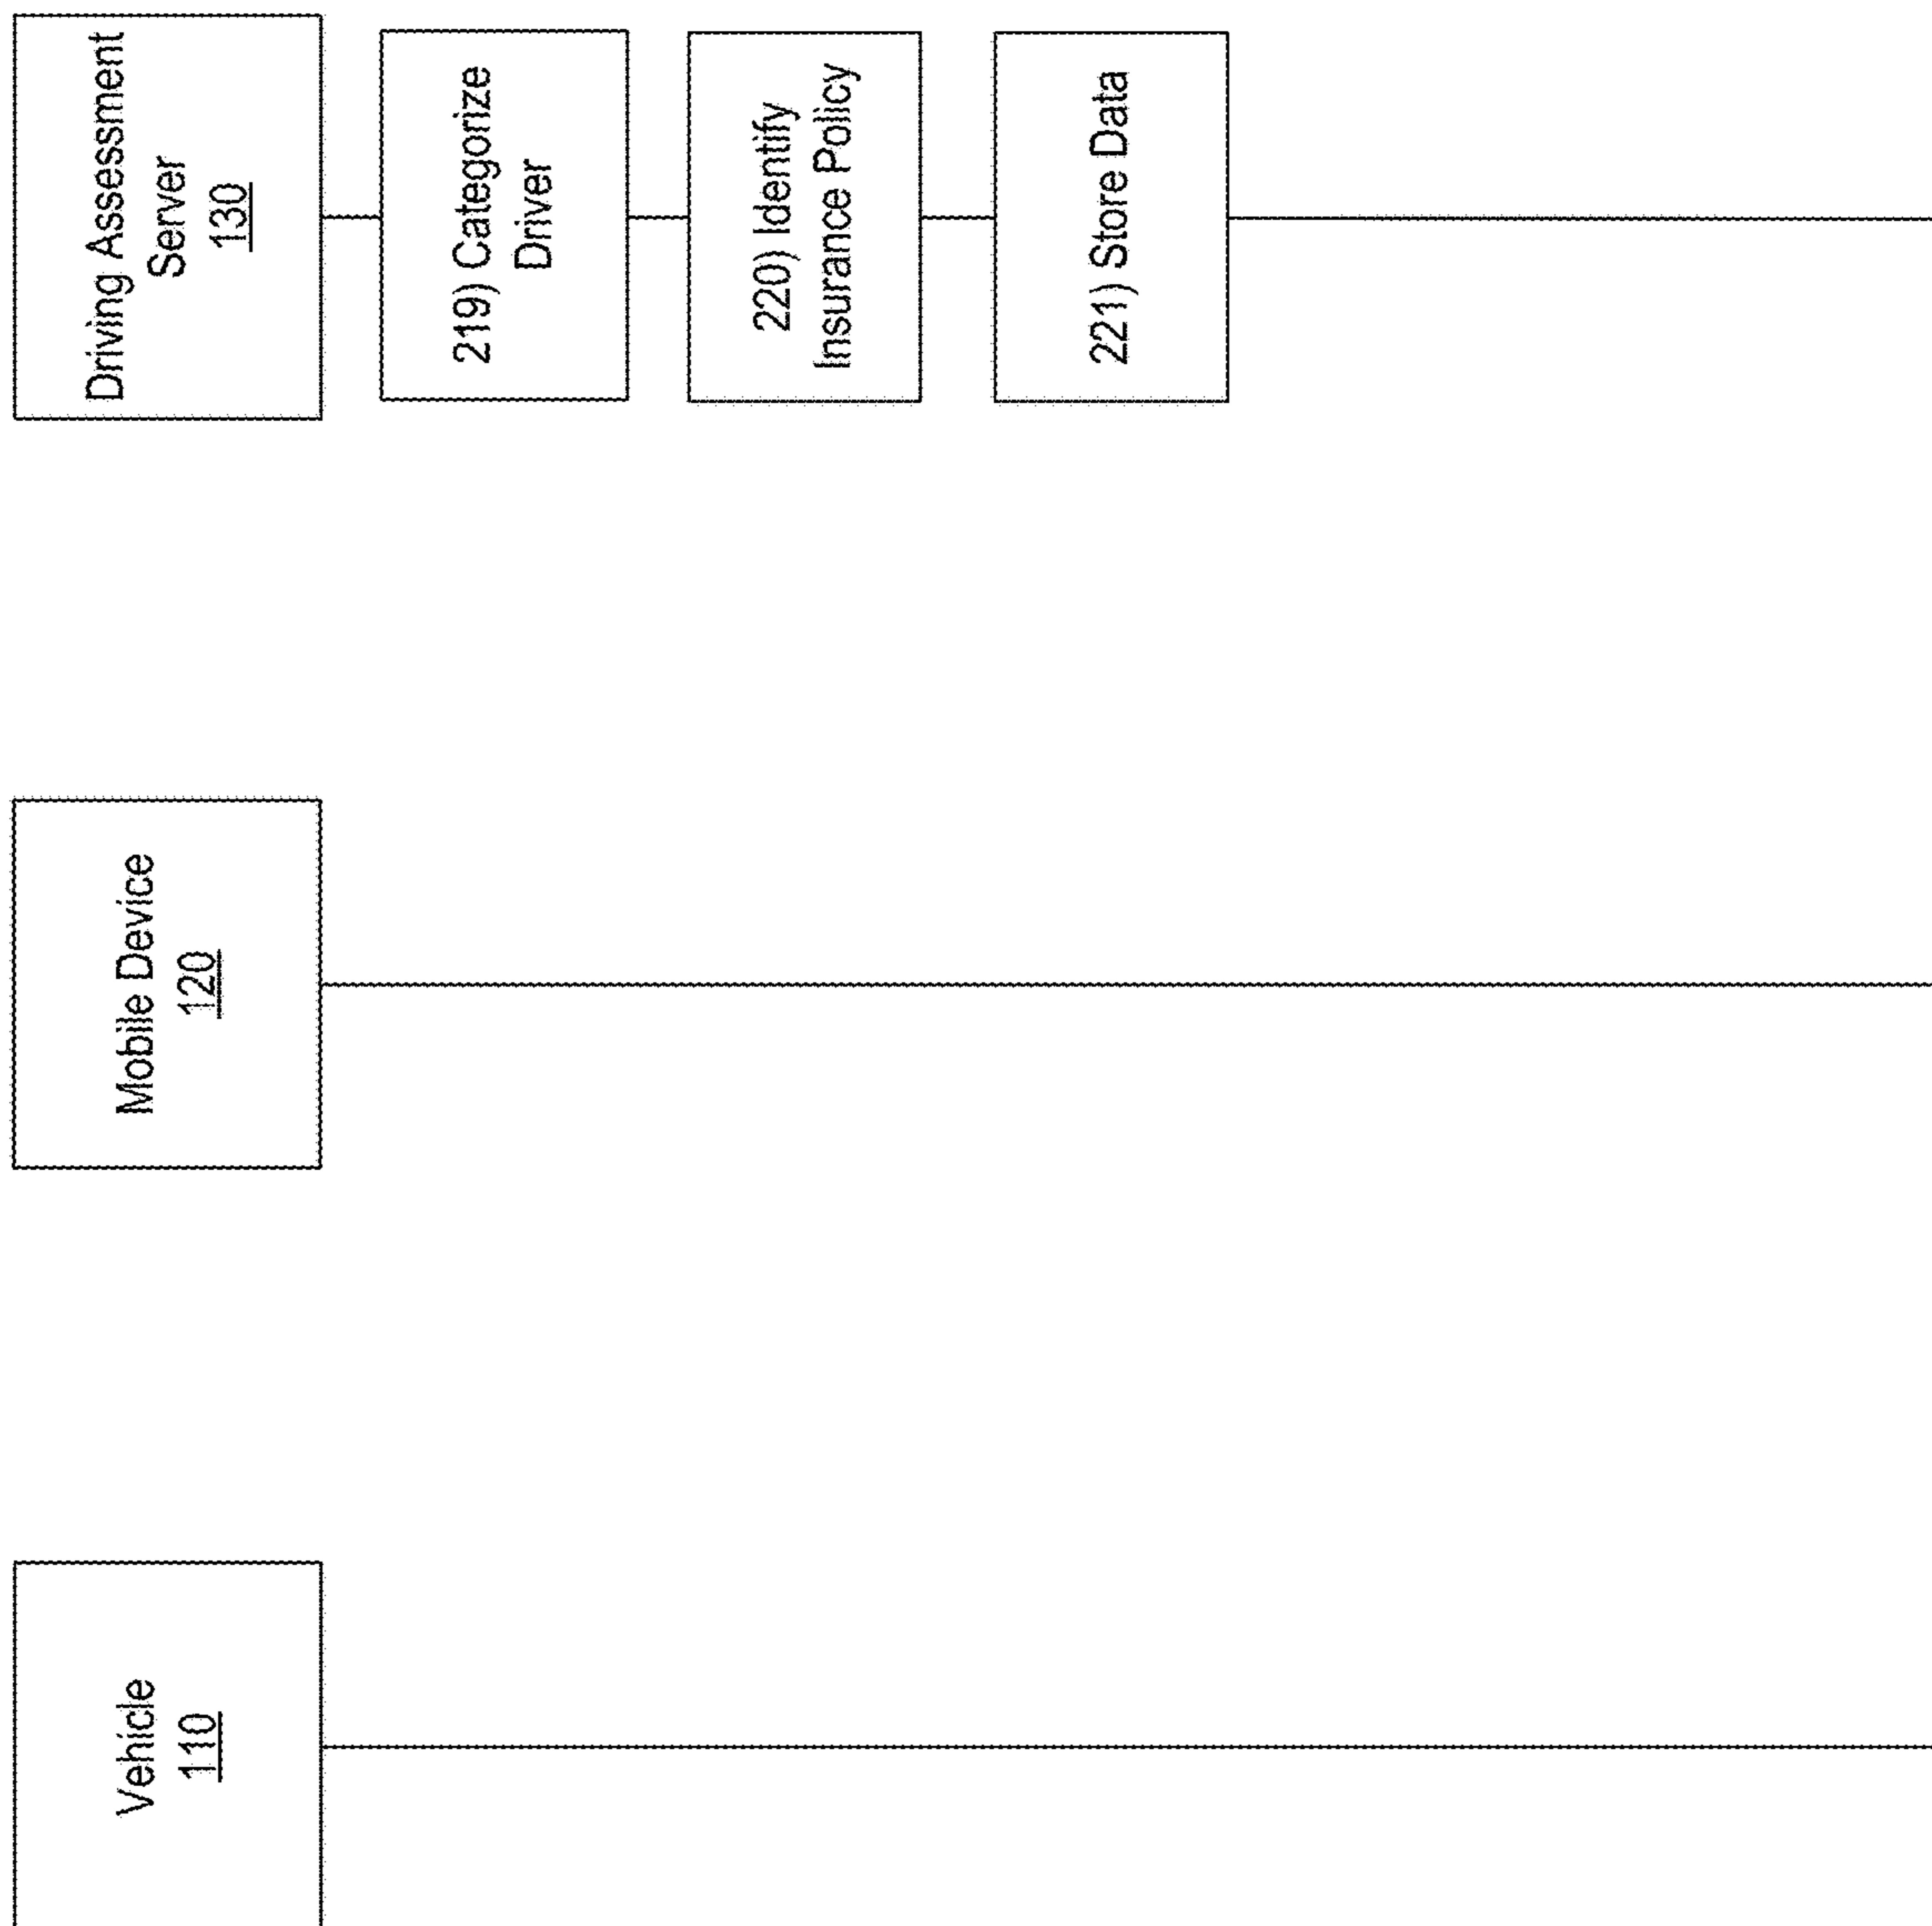 Vehicle
110
Mobile Device
120
Driving Assessment
Server
130
219) Categorize
Driver
220) Identify
Insurance Policy
221) Store Data